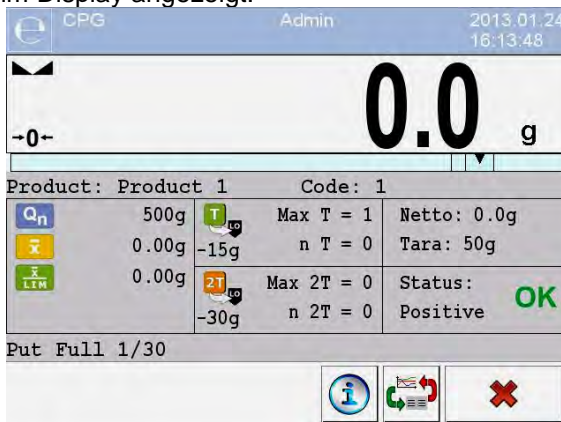 im Display angezeigt.
e CPG Admin 2013.01.24
16:13:48
0.0 g
→0←
Product: Product 1 Code: 1
Qn 500g T LO -15g Max T = 1 Netto: 0.0g
x̄ 0.00g n T = 0 Tara: 50g
x̄ LIM 0.00g 2T LO -30g Max 2T = 0 Status: OK
n 2T = 0 Positive
Put Full 1/30
i